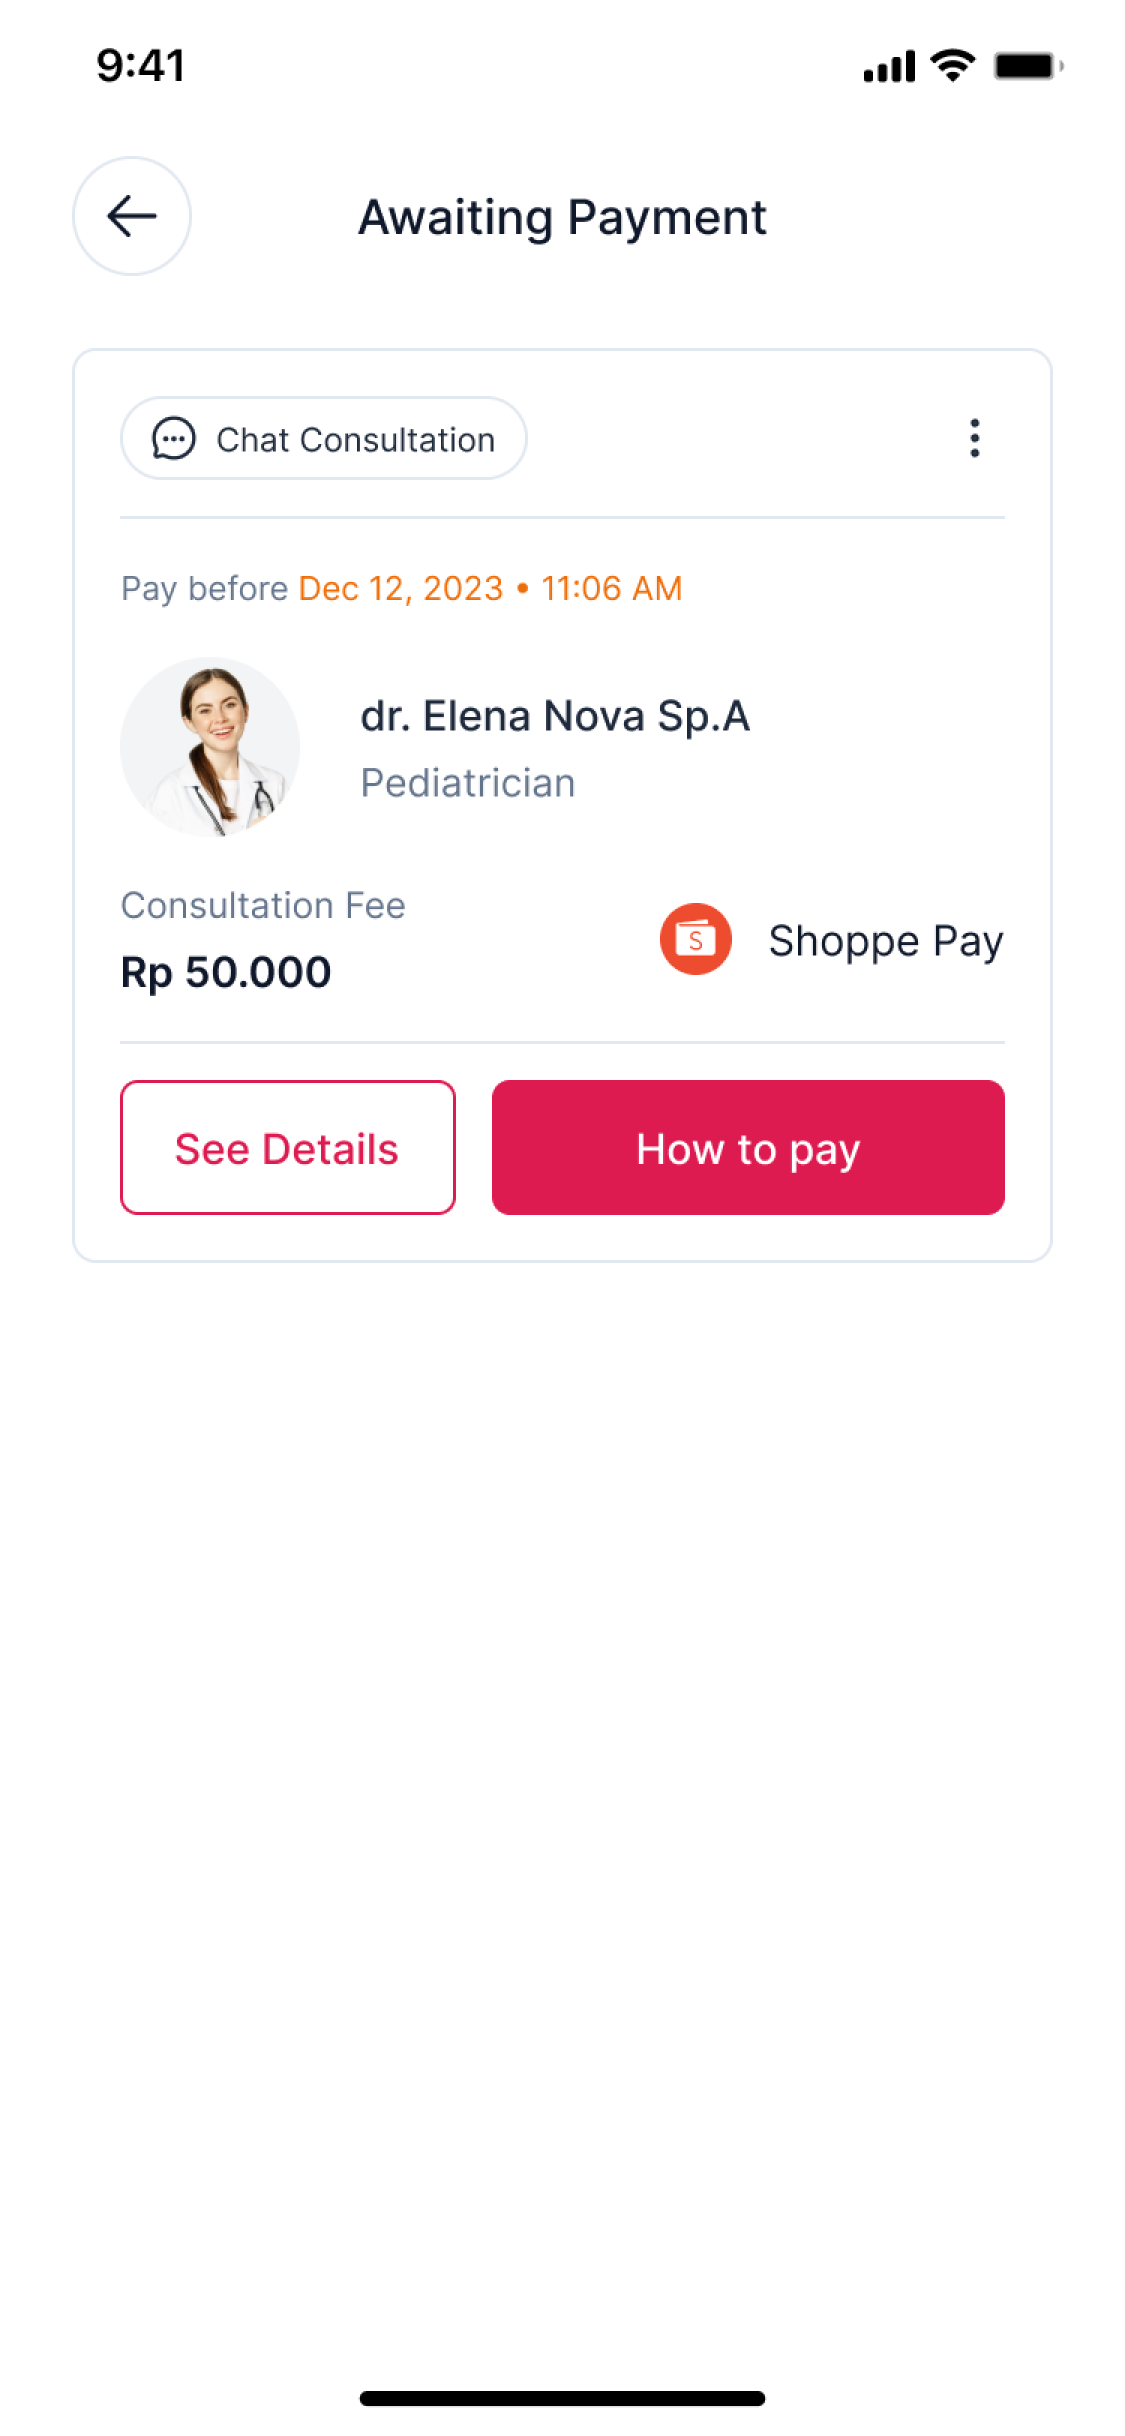 9:41
Awaiting Payment
Chat Consultation
Pay before Dec 12, 2023 • 11:06 AM
dr. Elena Nova Sp.A
Pediatrician
Consultation Fee
Rp 50.000
S
Shoppe Pay
See Details
How to pay